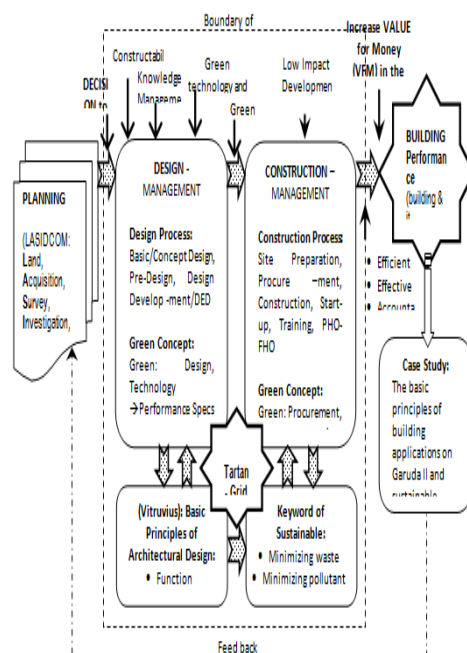 Boundary of
Increase VALUE
for Money (VFM) in the
Constructabil
Knowledge
Manageme
Green
technology and
Green
Low Impact
Developmen
DECISI
ON to
PLANNING
(LASIDCOM:
Land,
Acquisition,
Survey,
Investigation,
DESIGN -
MANAGEMENT
Design Process:
Basic/Concept Design,
Pre-Design, Design
Develop -ment/DED
Green Concept:
Green: Design,
Technology
→Performance Specs
CONSTRUCTION –
MANAGEMENT
Construction Process:
Site Preparation,
Procure –ment,
Construction, Start-
up, Training, PHO-
FHO
Green Concept:
Green: Procurement,
BUILDING
Performa
nce
(building &
• Efficient
• Effective
• Accounta
Case Study:
The basic
principles of
building
applications on
Garuda II and
sustainable
Tartan
- Grid
(Vitruvius): Basic
Principles of
Architectural Design:
• Function
Keyword of
Sustainable:
• Minimizing waste
• Minimizing pollutant
Feed back